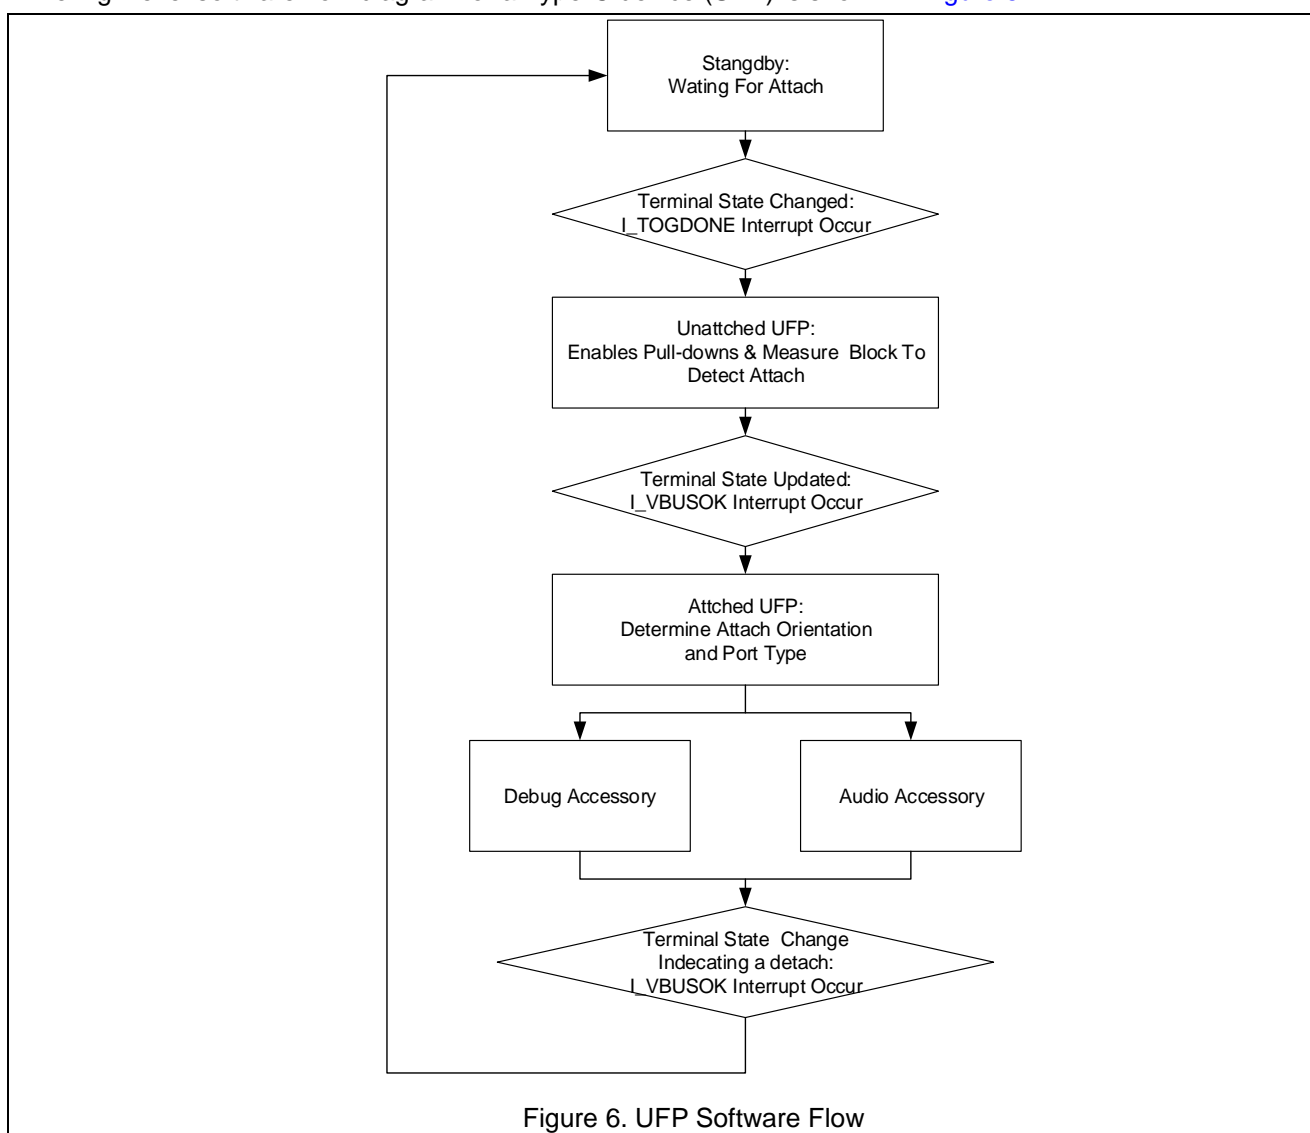 Stangdby:
Wating For Attach
Terminal State Changed:
I_TOGDONE Interrupt Occur
Unattched UFP:
Enables Pull-downs & Measure Block To
Detect Attach
Terminal State Updated:
I_VBUSOK Interrupt Occur
Attched UFP:
Determine Attach Orientation
and Port Type
Debug Accessory
Audio Accessory
Terminal State Change
Indecating a detach:
I_VBUSOK Interrupt Occur
Figure 6. UFP Software Flow